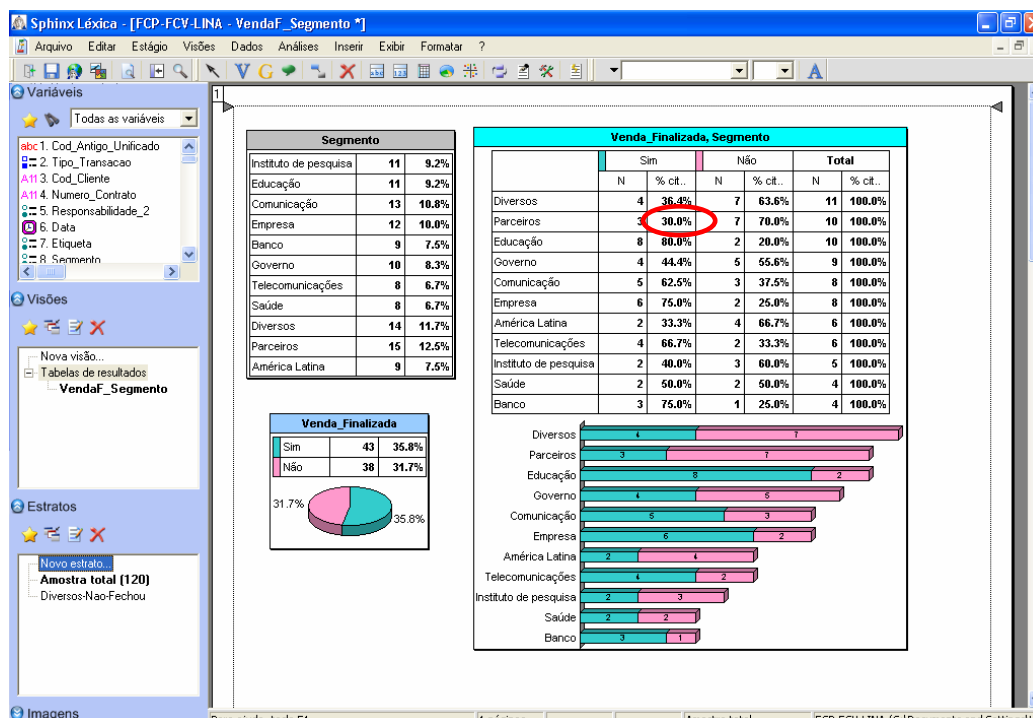 Sphinx Léxica - [FCP-FCV-LINA - VendaF_Segmento *]
Arquivo Editar Estágio Visões Dados Análises Inserir Exibir Formatar ?
Variáveis
Todas as variáveis
abc 1. Cod_Antigo_Unificado
2. Tipo_Transacao
A11 3. Cod_Cliente
A11 4. Numero_Contrato
5. Responsabilidade_2
6. Data
7. Etiqueta
8. Segmento
Visões
Nova visão...
Tabelas de resultados
VendaF_Segmento
Estratos
Novo estrato...
Amostra total (120)
Diversos-Nao-Fechou
Imagens
1
Segmento
Instituto de pesquisa 11 9.2%
Educação 11 9.2%
Comunicação 13 10.8%
Empresa 12 10.0%
Banco 9 7.5%
Governo 10 8.3%
Telecomunicações 8 6.7%
Saúde 8 6.7%
Diversos 14 11.7%
Parceiros 15 12.5%
América Latina 9 7.5%
Venda_Finalizada
Sim 43 35.8%
Não 38 31.7%
31.7%
35.8%
Venda_Finalizada, Segmento
Sim Não Total
N % cit.. N % cit.. N % cit..
Diversos 4 36.4% 7 63.6% 11 100.0%
Parceiros 3 30.0% 7 70.0% 10 100.0%
Educação 8 80.0% 2 20.0% 10 100.0%
Governo 4 44.4% 5 55.6% 9 100.0%
Comunicação 5 62.5% 3 37.5% 8 100.0%
Empresa 6 75.0% 2 25.0% 8 100.0%
América Latina 2 33.3% 4 66.7% 6 100.0%
Telecomunicações 4 66.7% 2 33.3% 6 100.0%
Instituto de pesquisa 2 40.0% 3 60.0% 5 100.0%
Saúde 2 50.0% 2 50.0% 4 100.0%
Banco 3 75.0% 1 25.0% 4 100.0%
Diversos 4 7
Parceiros 3 7
Educação 8 2
Governo 4 5
Comunicação 5 3
Empresa 6 2
América Latina 2 4
Telecomunicações 4 2
Instituto de pesquisa 2 3
Saúde 2 2
Banco 3 1